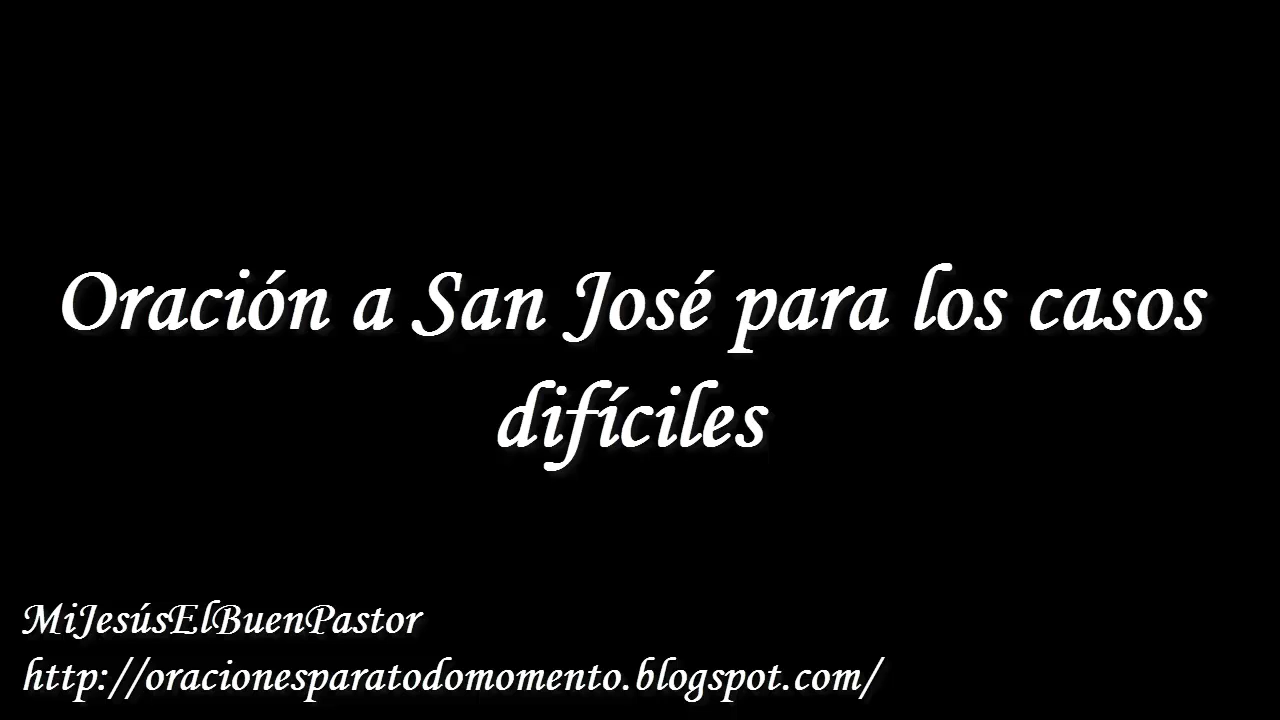 Oración a San José para los casos
difíciles
MiJesúsElBuenPastor
http://oracionesparatodomomento.blogspot.com/